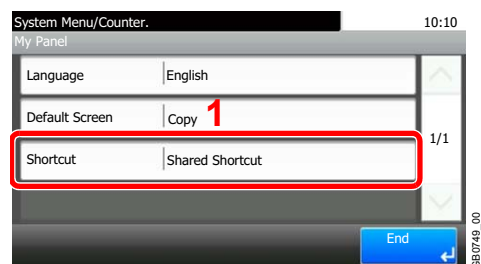 System Menu/Counter. 10:10
My Panel
Language English
Default Screen Copy 1
1/1
Shortcut Shared Shortcut
End
GB0749_00